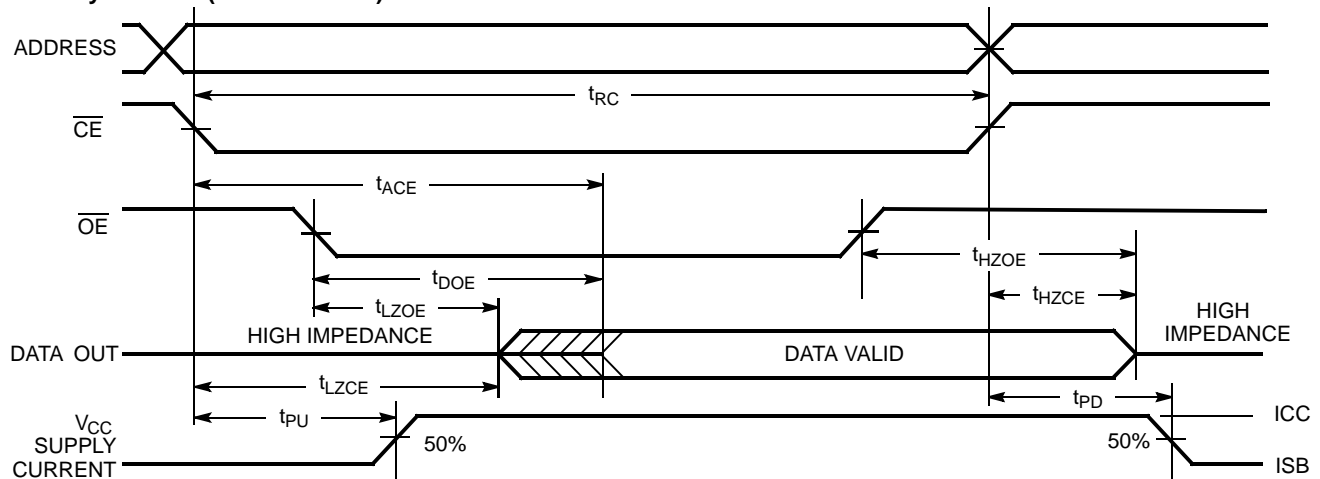 ADDRESS
tRC
CE
tACE
OE
tDOE
tHZOE
tLZOE
tHZCE
HIGH IMPEDANCE
HIGH
IMPEDANCE
DATA OUT
DATA VALID
tLZCE
tPU
tPD
VCC
SUPPLY
CURRENT
50%
50%
ICC
ISB